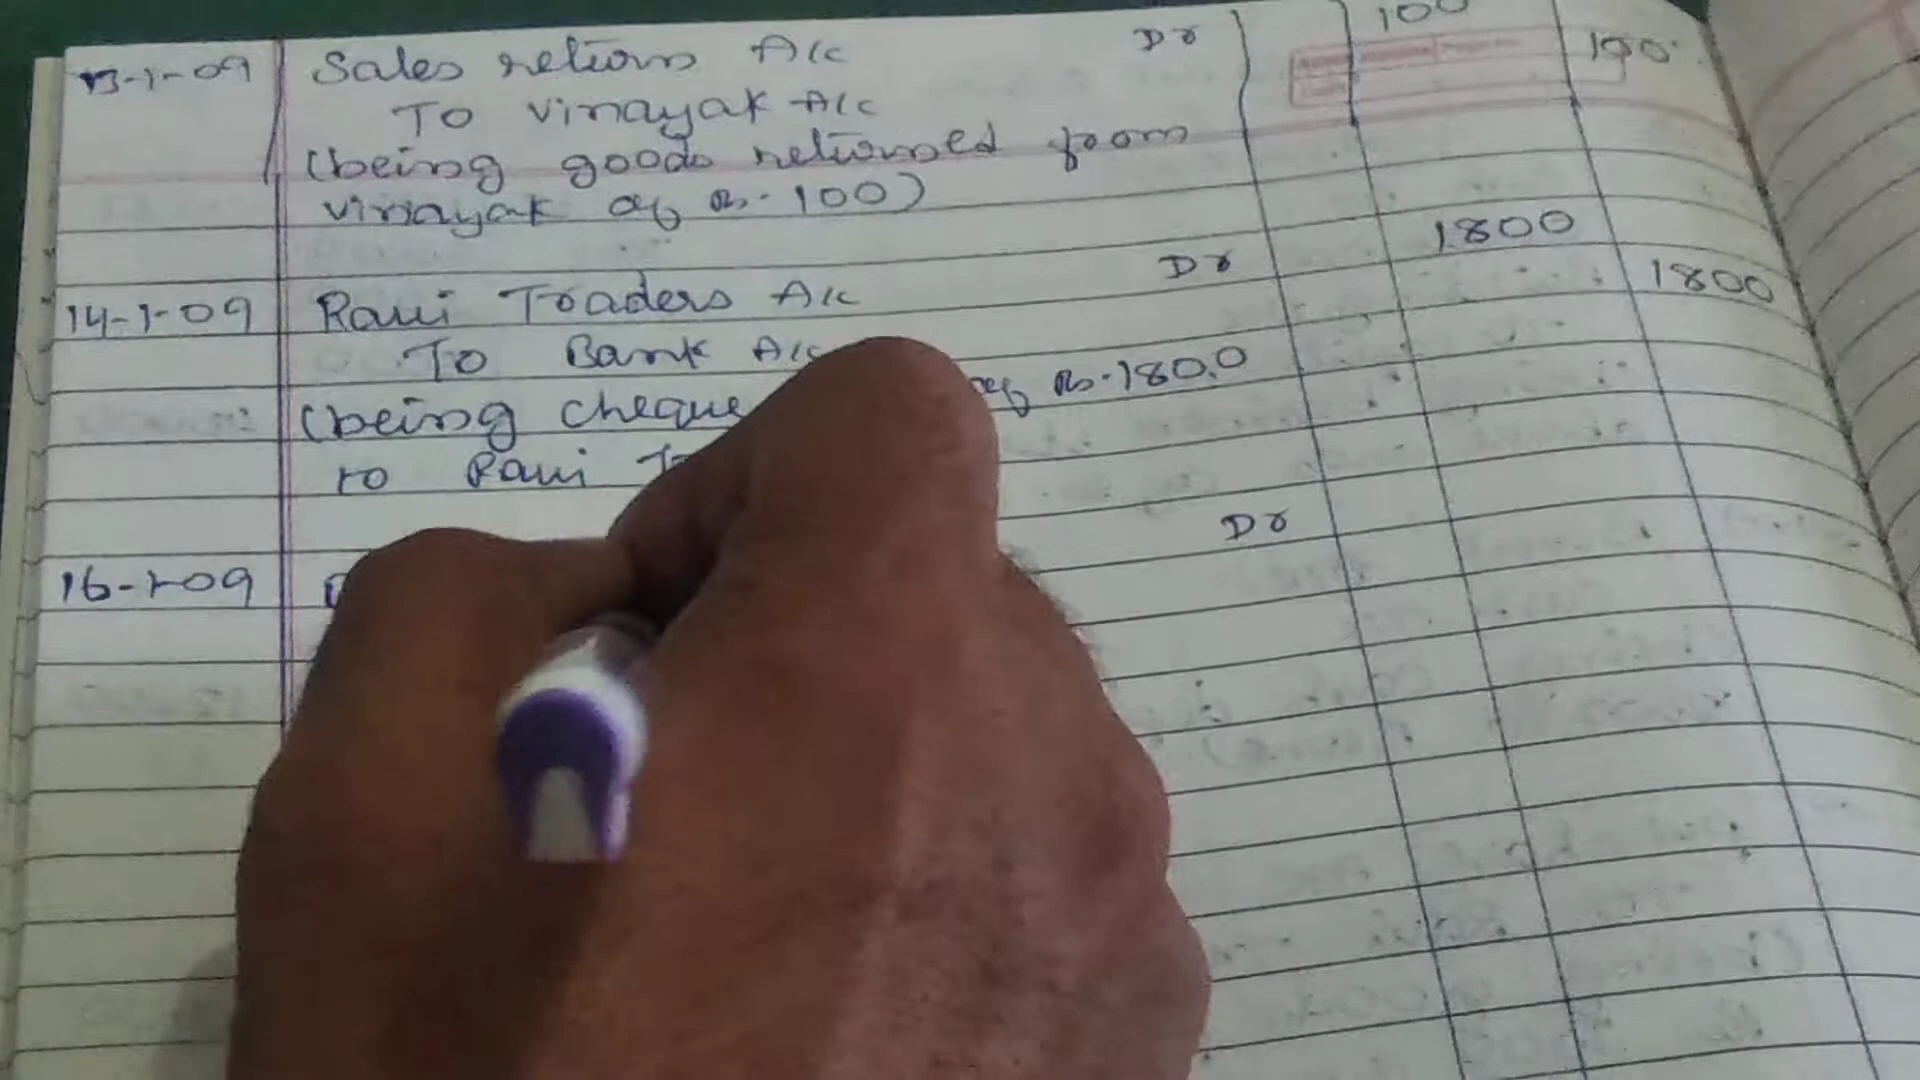 13-1-09 Sales return A/c Dr 100
To Vinayak A/c 100
(being goods returned from
vinayak of Rs. 100)
14-1-09 Ravi Traders A/c Dr 1800
To Bank A/c 1800
(being cheque of Rs. 1800
to Ravi
16-1-09 Dr